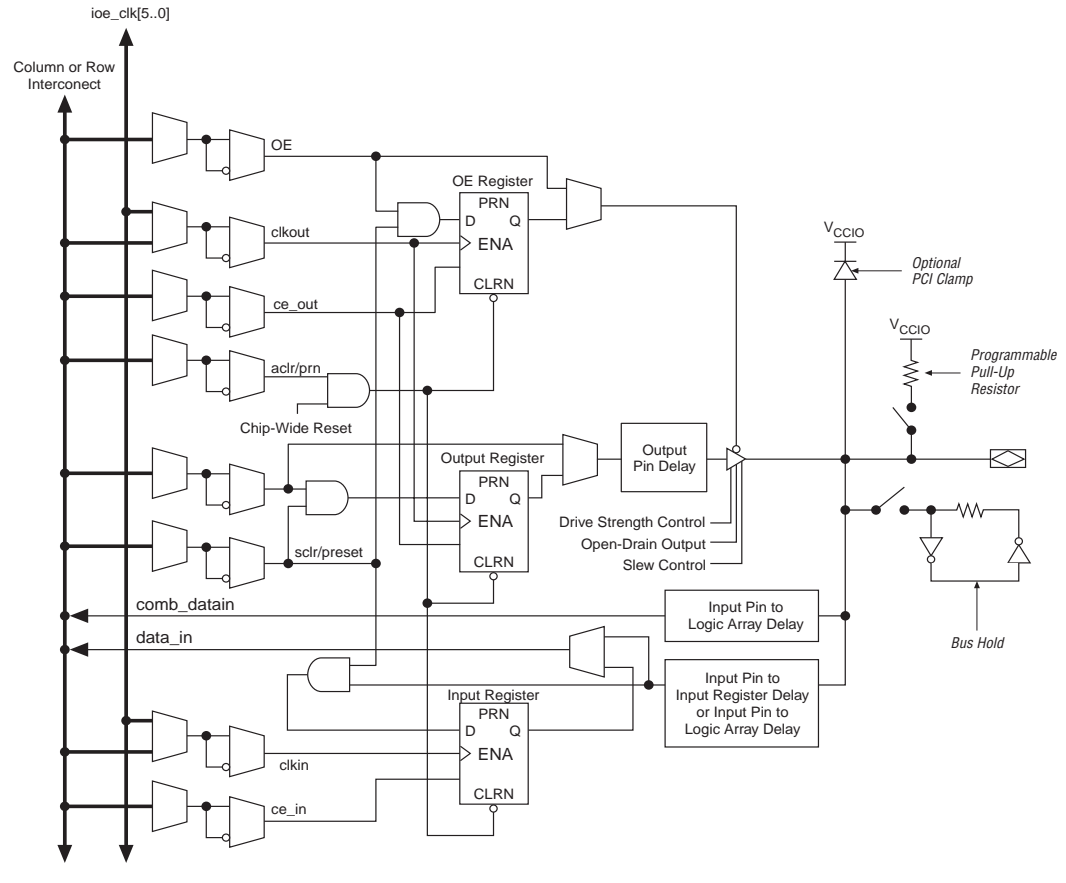 ioe_clk[5..0]
Column or Row
Interconect
OE
OE Register
PRN
D Q
ENA
CLRN
clkout
ce_out
aclr/prn
Chip-Wide Reset
VCCIO
Optional
PCI Clamp
VCCIO
Programmable
Pull-Up
Resistor
Output Register
PRN
D Q
ENA
CLRN
Output
Pin Delay
Drive Strength Control
Open-Drain Output
Slew Control
sclr/preset
comb_datain
data_in
Input Pin to
Logic Array Delay
Bus Hold
Input Pin to
Input Register Delay
or Input Pin to
Logic Array Delay
Input Register
PRN
D Q
ENA
CLRN
clkin
ce_in